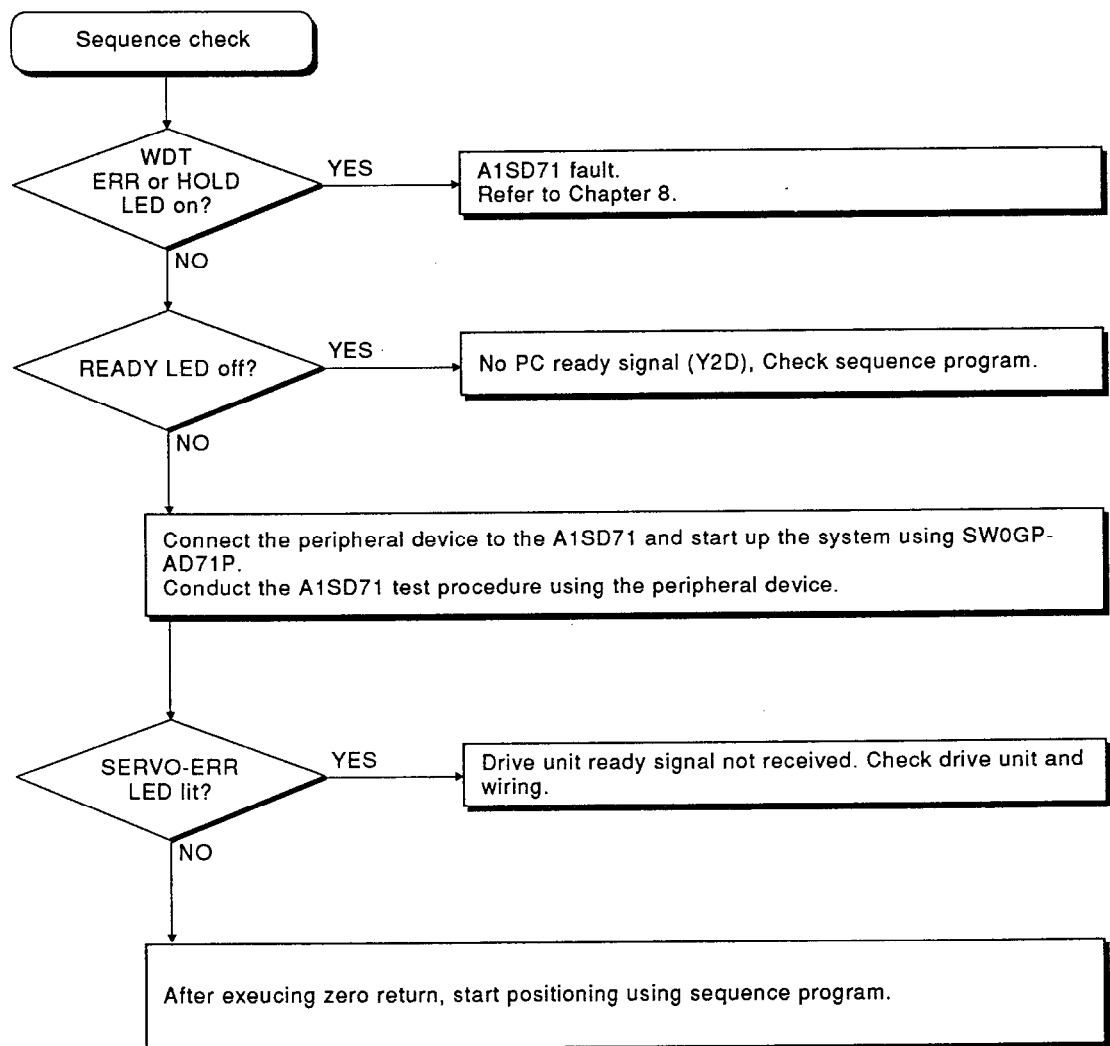 Sequence check
WDT
ERR or HOLD
LED on?
YES
A1SD71 fault.
Refer to Chapter 8.
NO
READY LED off?
YES
No PC ready signal (Y2D), Check sequence program.
NO
Connect the peripheral device to the A1SD71 and start up the system using SW0GP-
AD71P.
Conduct the A1SD71 test procedure using the peripheral device.
SERVO-ERR
LED lit?
YES
Drive unit ready signal not received. Check drive unit and
wiring.
NO
After exeucing zero return, start positioning using sequence program.